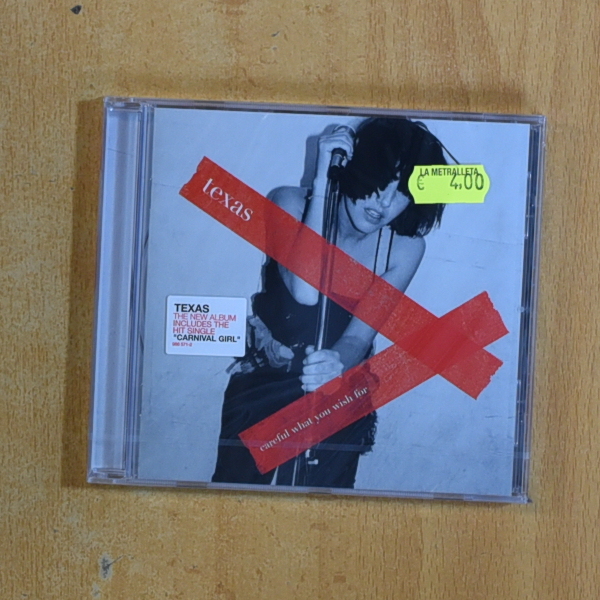 LA METRALLETA
€ 4,00
texas
TEXAS
THE NEW ALBUM
INCLUDES THE
HIT SINGLE
"CARNIVAL GIRL"
careful what you wish for